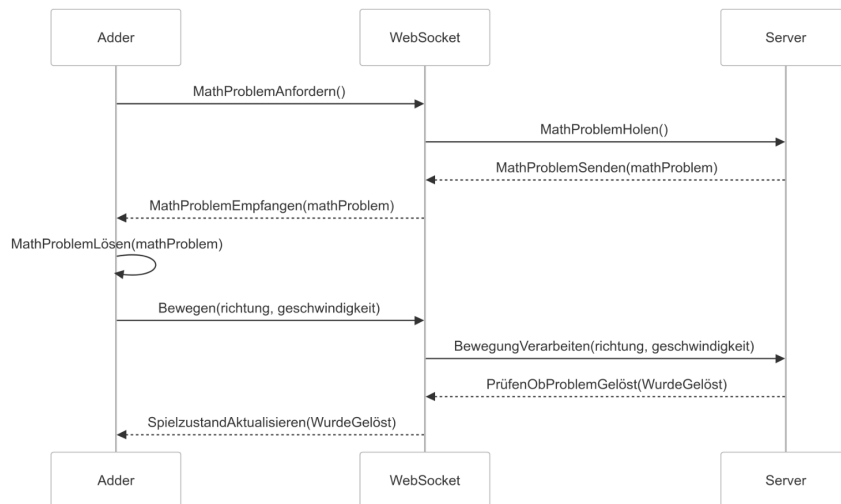 Adder
WebSocket
Server
MathProblemAnfordern()
MathProblemHolen()
MathProblemSenden(mathProblem)
MathProblemEmpfangen(mathProblem)
MathProblemLösen(mathProblem)
Bewegen(richtung, geschwindigkeit)
BewegungVerarbeiten(richtung, geschwindigkeit)
PrüfenObProblemGelöst(WurdeGelöst)
SpielzustandAktualisieren(WurdeGelöst)
Adder
WebSocket
Server